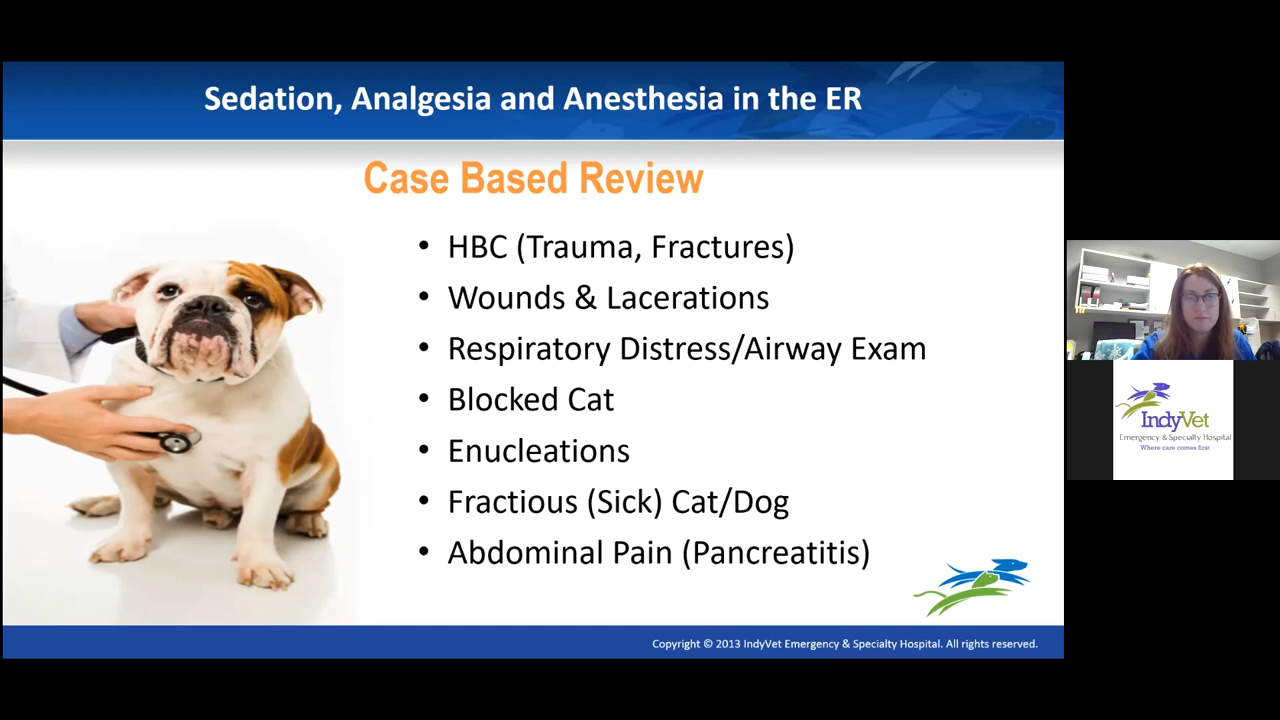 Sedation, Analgesia and Anesthesia in the ER
Case Based Review
• HBC (Trauma, Fractures)
• Wounds & Lacerations
• Respiratory Distress/Airway Exam
• Blocked Cat
• Enucleations
• Fractious (Sick) Cat/Dog
• Abdominal Pain (Pancreatitis)
Copyright © 2013 IndyVet Emergency & Specialty Hospital. All rights reserved.
IndyVet
Emergency & Specialty Hospital
Where care comes first.